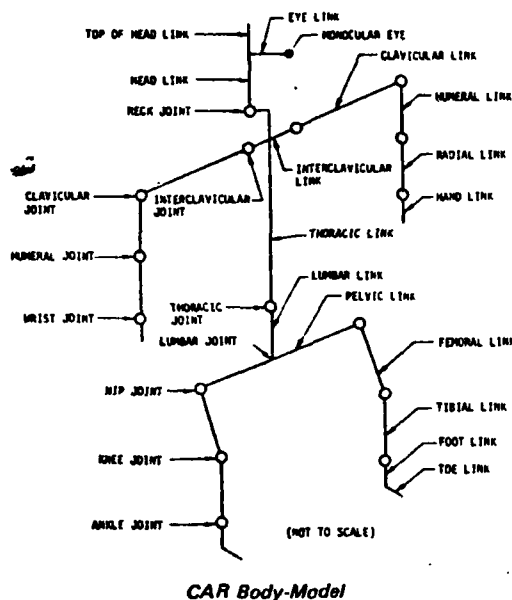 EYE LINK
TOP OF HEAD LINK
MONOCULAR EYE
CLAVICULAR LINK
HEAD LINK
HUMERAL LINK
NECK JOINT
RADIAL LINK
INTERCLAVICULAR LINK
CLAVICULAR JOINT
INTERCLAVICULAR JOINT
HAND LINK
THORACIC LINK
HUMERAL JOINT
LUMBAR LINK
THORACIC JOINT
PELVIC LINK
WRIST JOINT
LUMBAR JOINT
FEMORAL LINK
HIP JOINT
TIBIAL LINK
FOOT LINK
KNEE JOINT
TOE LINK
ANKLE JOINT
(NOT TO SCALE)
CAR Body-Model